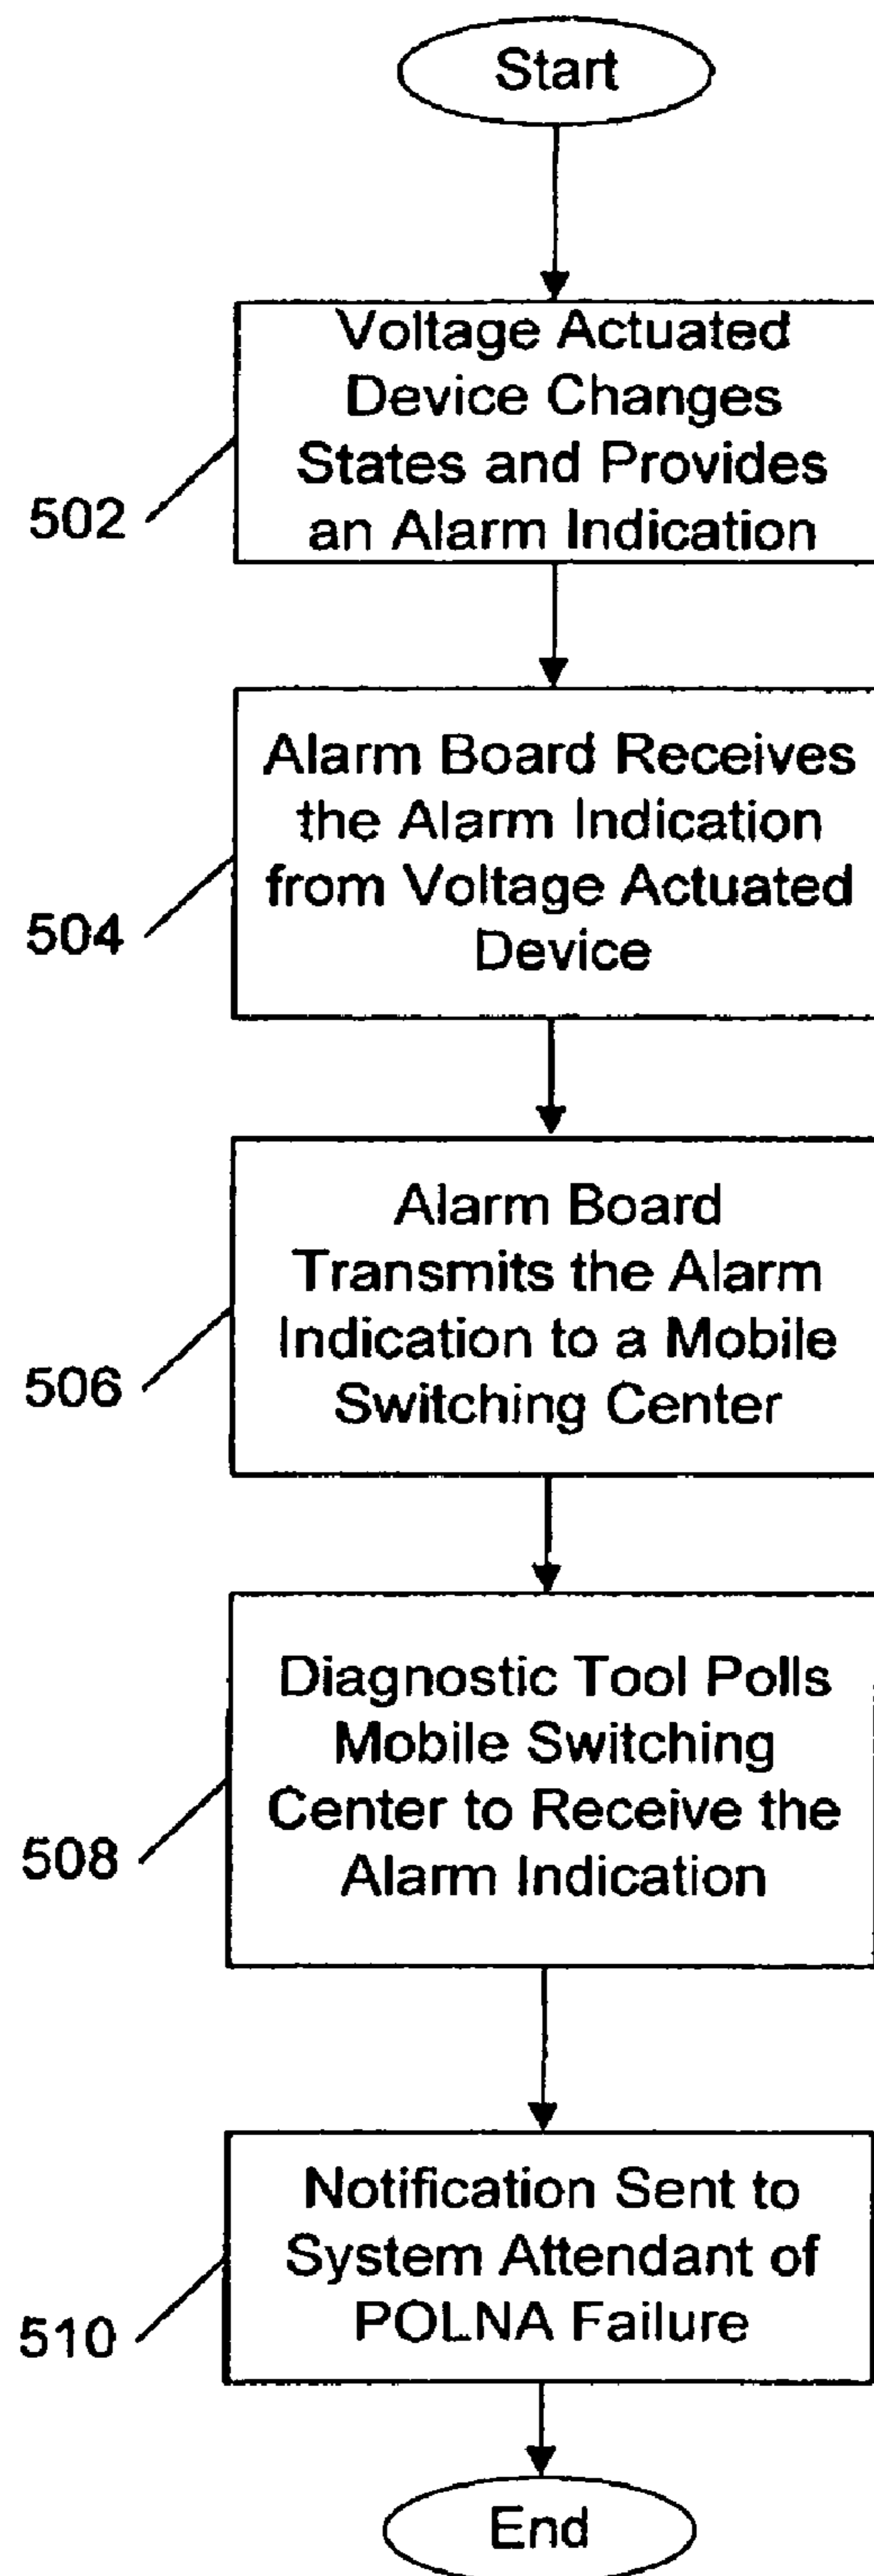 Start
Voltage Actuated
Device Changes
States and Provides
an Alarm Indication
502
Alarm Board Receives
the Alarm Indication
from Voltage Actuated
Device
504
Alarm Board
Transmits the Alarm
Indication to a Mobile
Switching Center
506
Diagnostic Tool Polls
Mobile Switching
Center to Receive the
Alarm Indication
508
Notification Sent to
System Attendant of
POLNA Failure
510
End